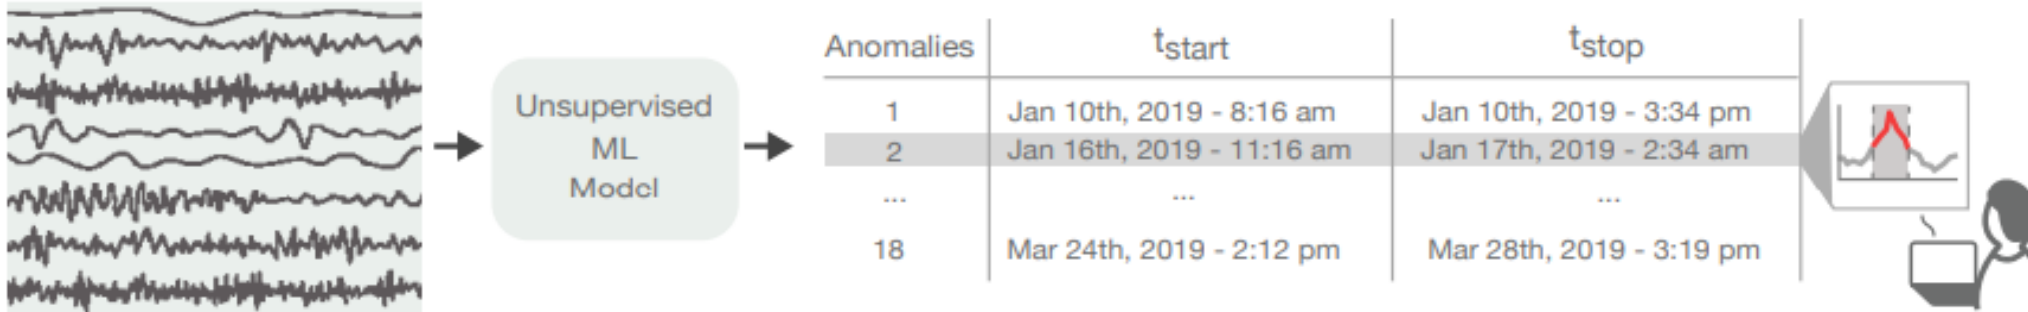 Unsupervised
ML
Model
Anomalies tstart tstop
1 Jan 10th, 2019 - 8:16 am Jan 10th, 2019 - 3:34 pm
2 Jan 16th, 2019 - 11:16 am Jan 17th, 2019 - 2:34 am
... ... ...
18 Mar 24th, 2019 - 2:12 pm Mar 28th, 2019 - 3:19 pm